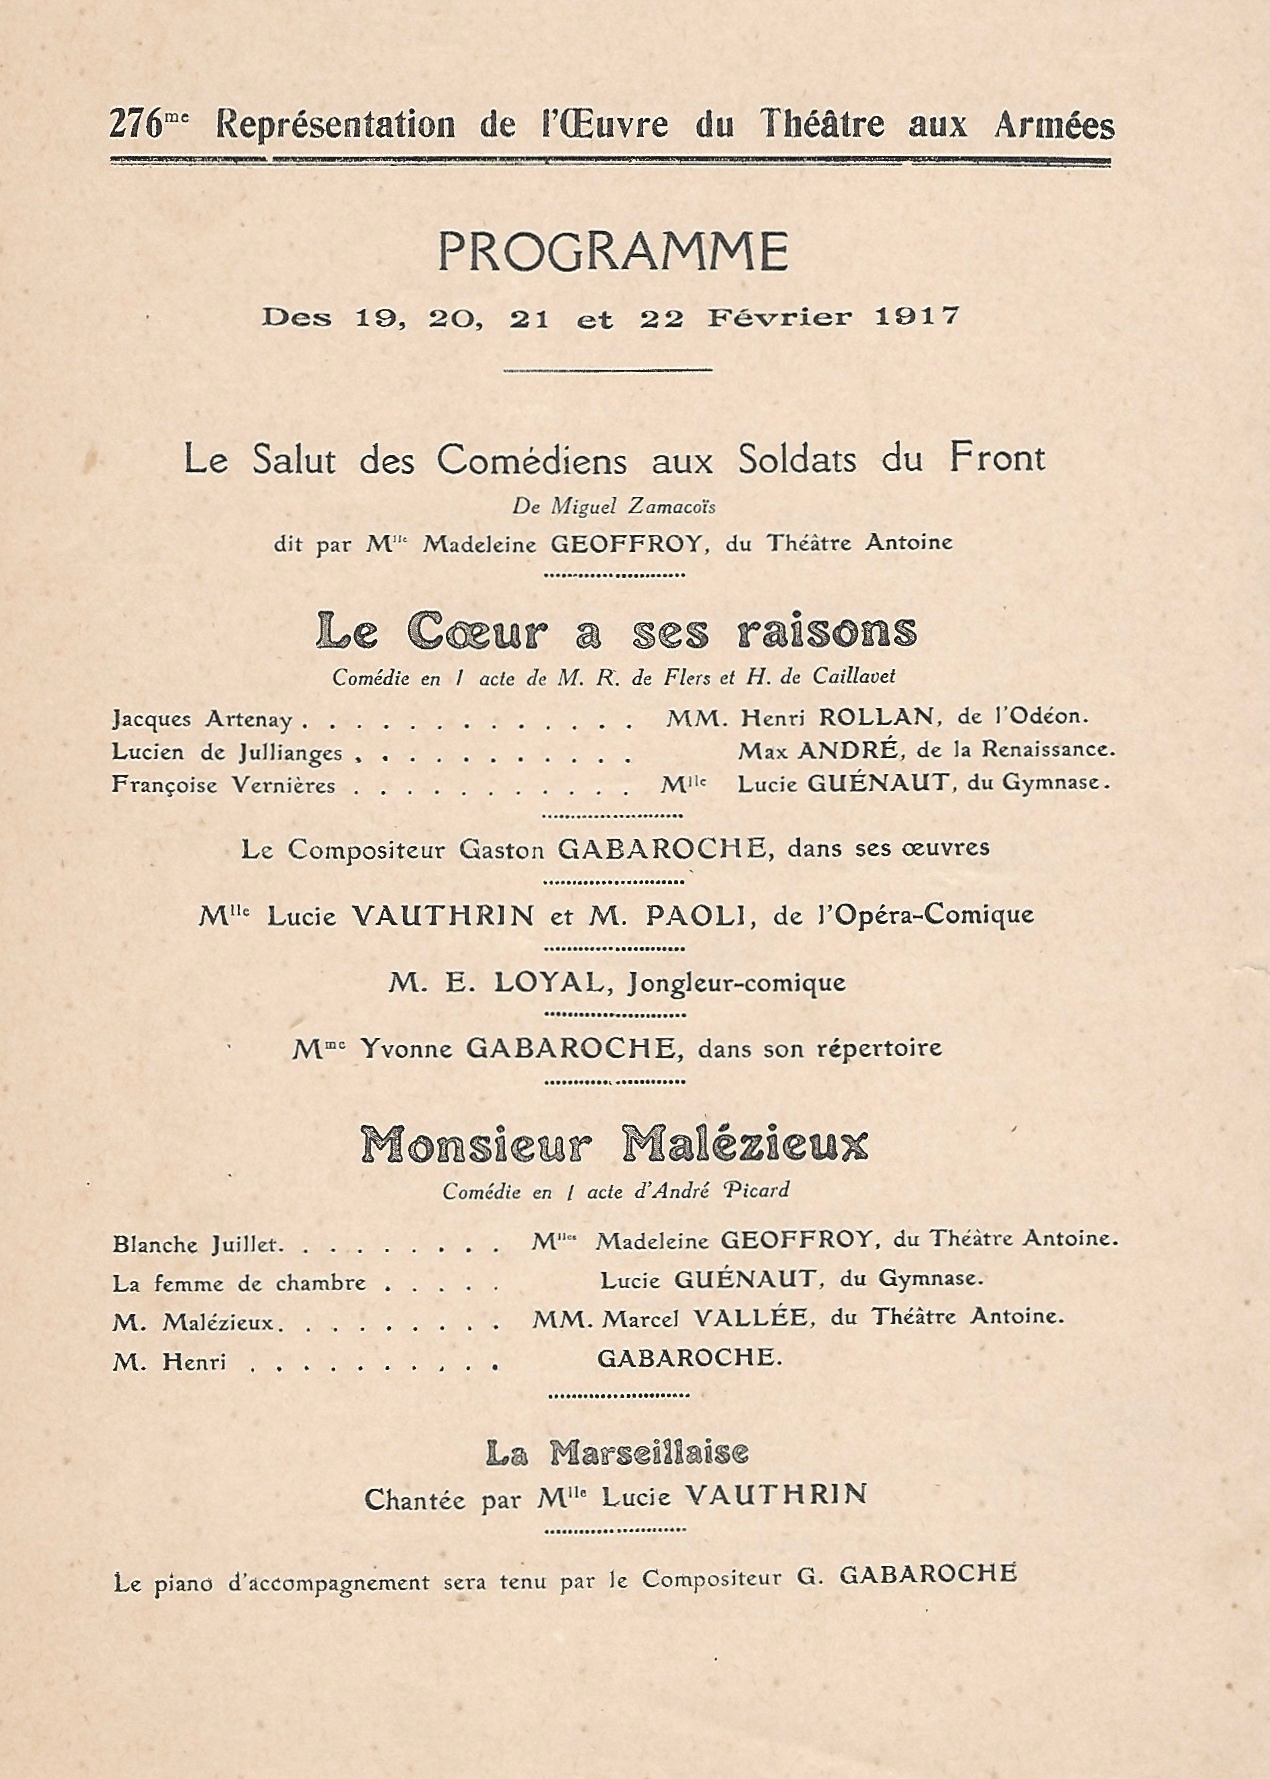 276me Représentation de l'Œuvre du Théâtre aux Armées
PROGRAMME
Des 19, 20, 21 et 22 Février 1917
Le Salut des Comédiens aux Soldats du Front
De Miguel Zamacoïs
dit par Mlle Madeleine GEOFFROY, du Théâtre Antoine
Le Cœur a ses raisons
Comédie en 1 acte de M. R. de Flers et H. de Caillavet
Jacques Artenay . . . . . . . . . . . . . MM. Henri ROLLAN, de l'Odéon.
Lucien de Jullianges . . . . . . . . . . . Max ANDRÉ, de la Renaissance.
Françoise Vernières . . . . . . . . . . . Mlle Lucie GUÉNAUT, du Gymnase.
Le Compositeur Gaston GABAROCHE, dans ses œuvres
Mlle Lucie VAUTHRIN et M. PAOLI, de l'Opéra-Comique
M. E. LOYAL, Jongleur-comique
Mme Yvonne GABAROCHE, dans son répertoire
Monsieur Malézieux
Comédie en 1 acte d'André Picard
Blanche Juillet. . . . . . . . . Mlles Madeleine GEOFFROY, du Théâtre Antoine.
La femme de chambre . . . . . Lucie GUÉNAUT, du Gymnase.
M. Malézieux. . . . . . . . . MM. Marcel VALLÉE, du Théâtre Antoine.
M. Henri . . . . . . . . . . GABAROCHE.
La Marseillaise
Chantée par Mlle Lucie VAUTHRIN
Le piano d'accompagnement sera tenu par le Compositeur G. GABAROCHE